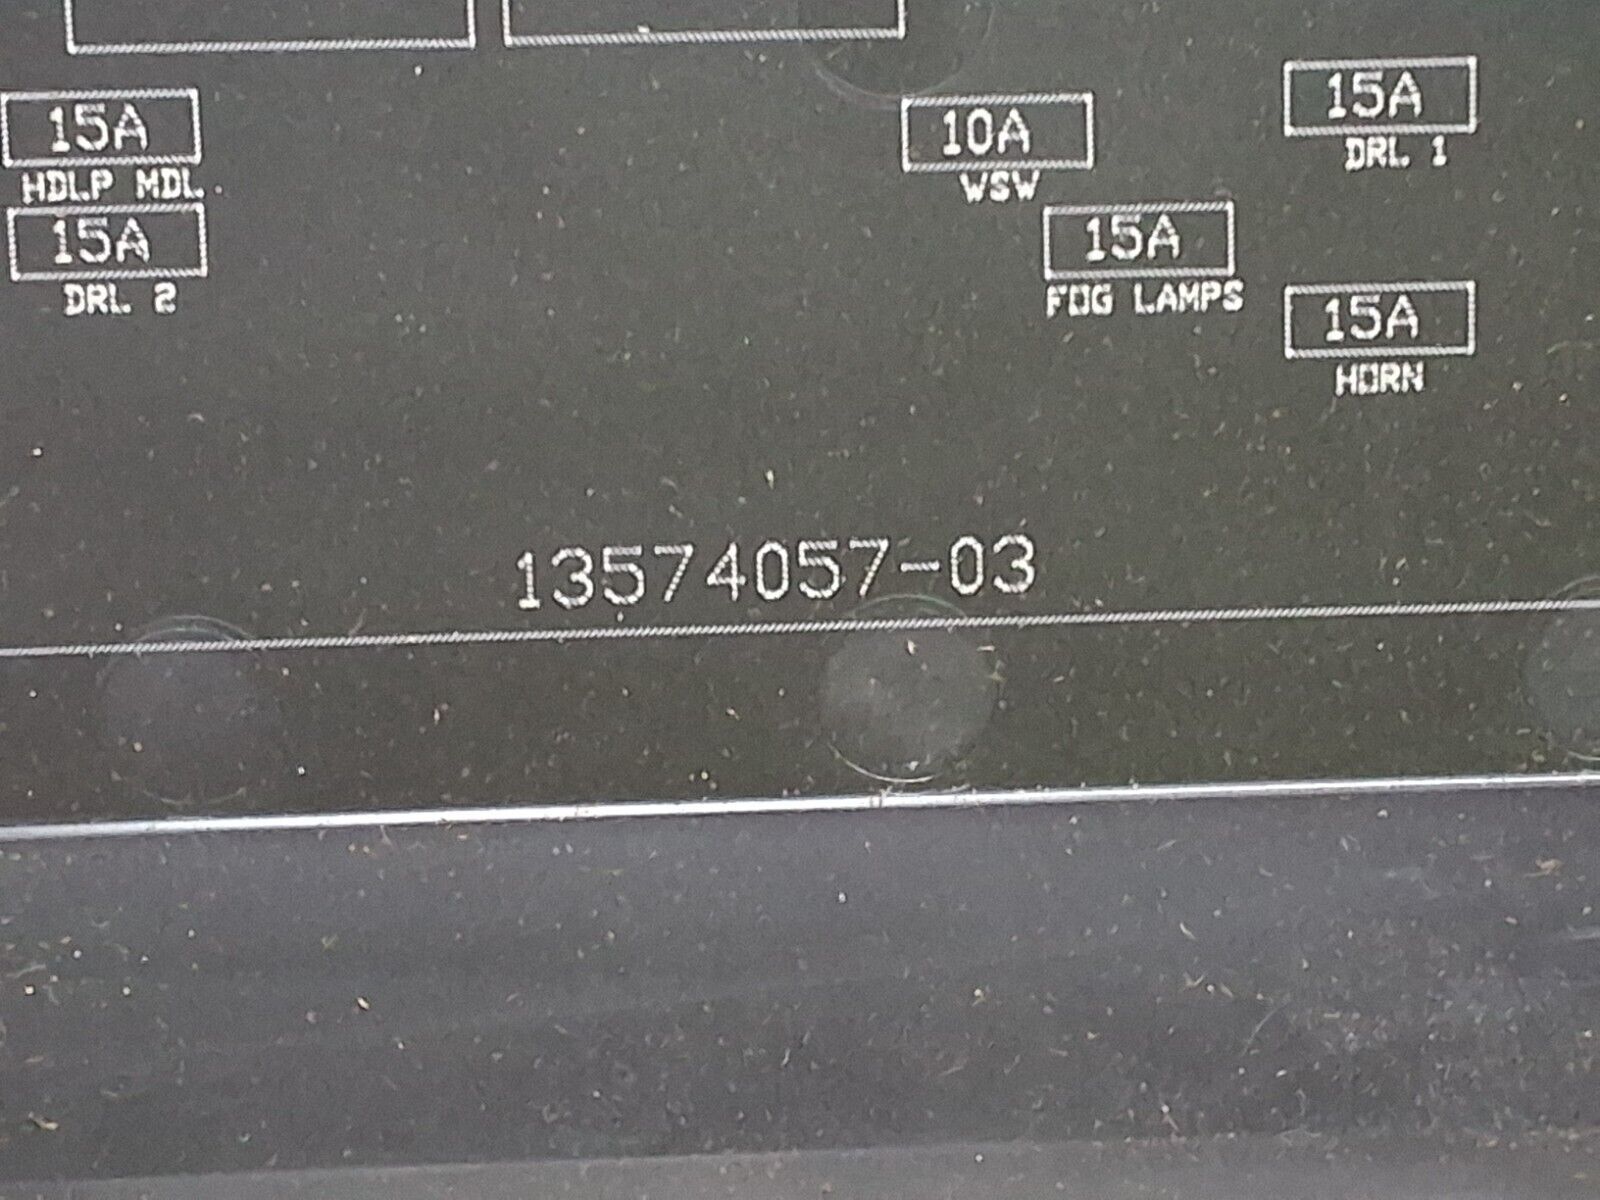 15A
HDLP MDL
15A
DRL 2
10A
WSW
15A
FOG LAMPS
15A
DRL 1
15A
HORN
13574057-03